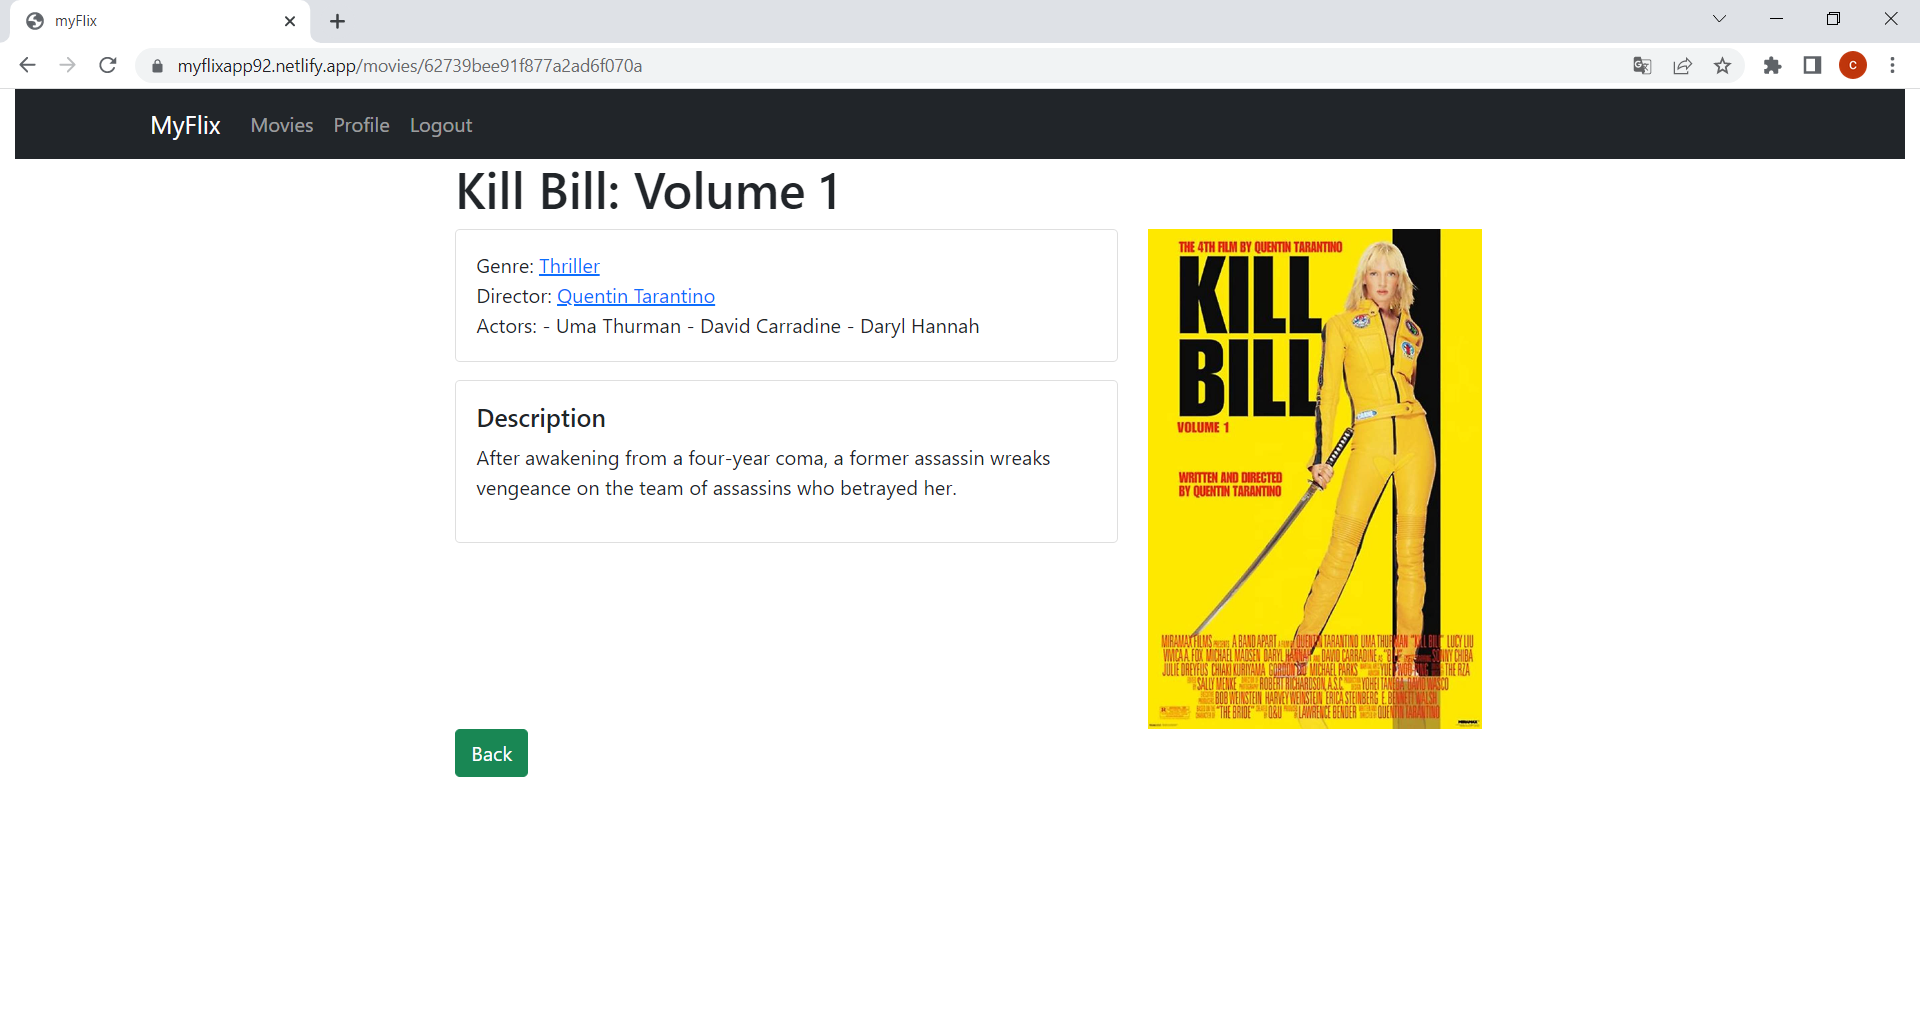 myFlix
myflixapp92.netlify.app/movies/62739bee91f877a2ad6f070a
C
MyFlix Movies Profile Logout
Kill Bill: Volume 1
Genre: Thriller
Director: Quentin Tarantino
Actors: - Uma Thurman - David Carradine - Daryl Hannah
Description
After awakening from a four-year coma, a former assassin wreaks
vengeance on the team of assassins who betrayed her.
Back
THE 4TH FILM BY QUENTIN TARANTINO
KILL
BILL
VOLUME 1
WRITTEN AND DIRECTED
BY QUENTIN TARANTINO
MIRAMAX FILMS PRESENTS A BAND APART QUENTIN TARANTINO UMA THURMAN "KILL BILL" LUCY LIU
VIVICA A. FOX MICHAEL MADSEN DARYL HANNAH AND DAVID CARRADINE AS "BILL" SONNY CHIBA
JULIE DREYFUS CHIAKI KURIYAMA GORDON LIU MICHAEL PARKS THE RZA
SALLY MENKE ROBERT RICHARDSON, A.S.C. YOHEI TANEDA DAVID WASCO
BOB WEINSTEIN HARVEY WEINSTEIN ERICA STEINBERG E. BENNETT WALSH
"THE BRIDE" Q&U LAWRENCE BENDER QUENTIN TARANTINO
MIRAMAX